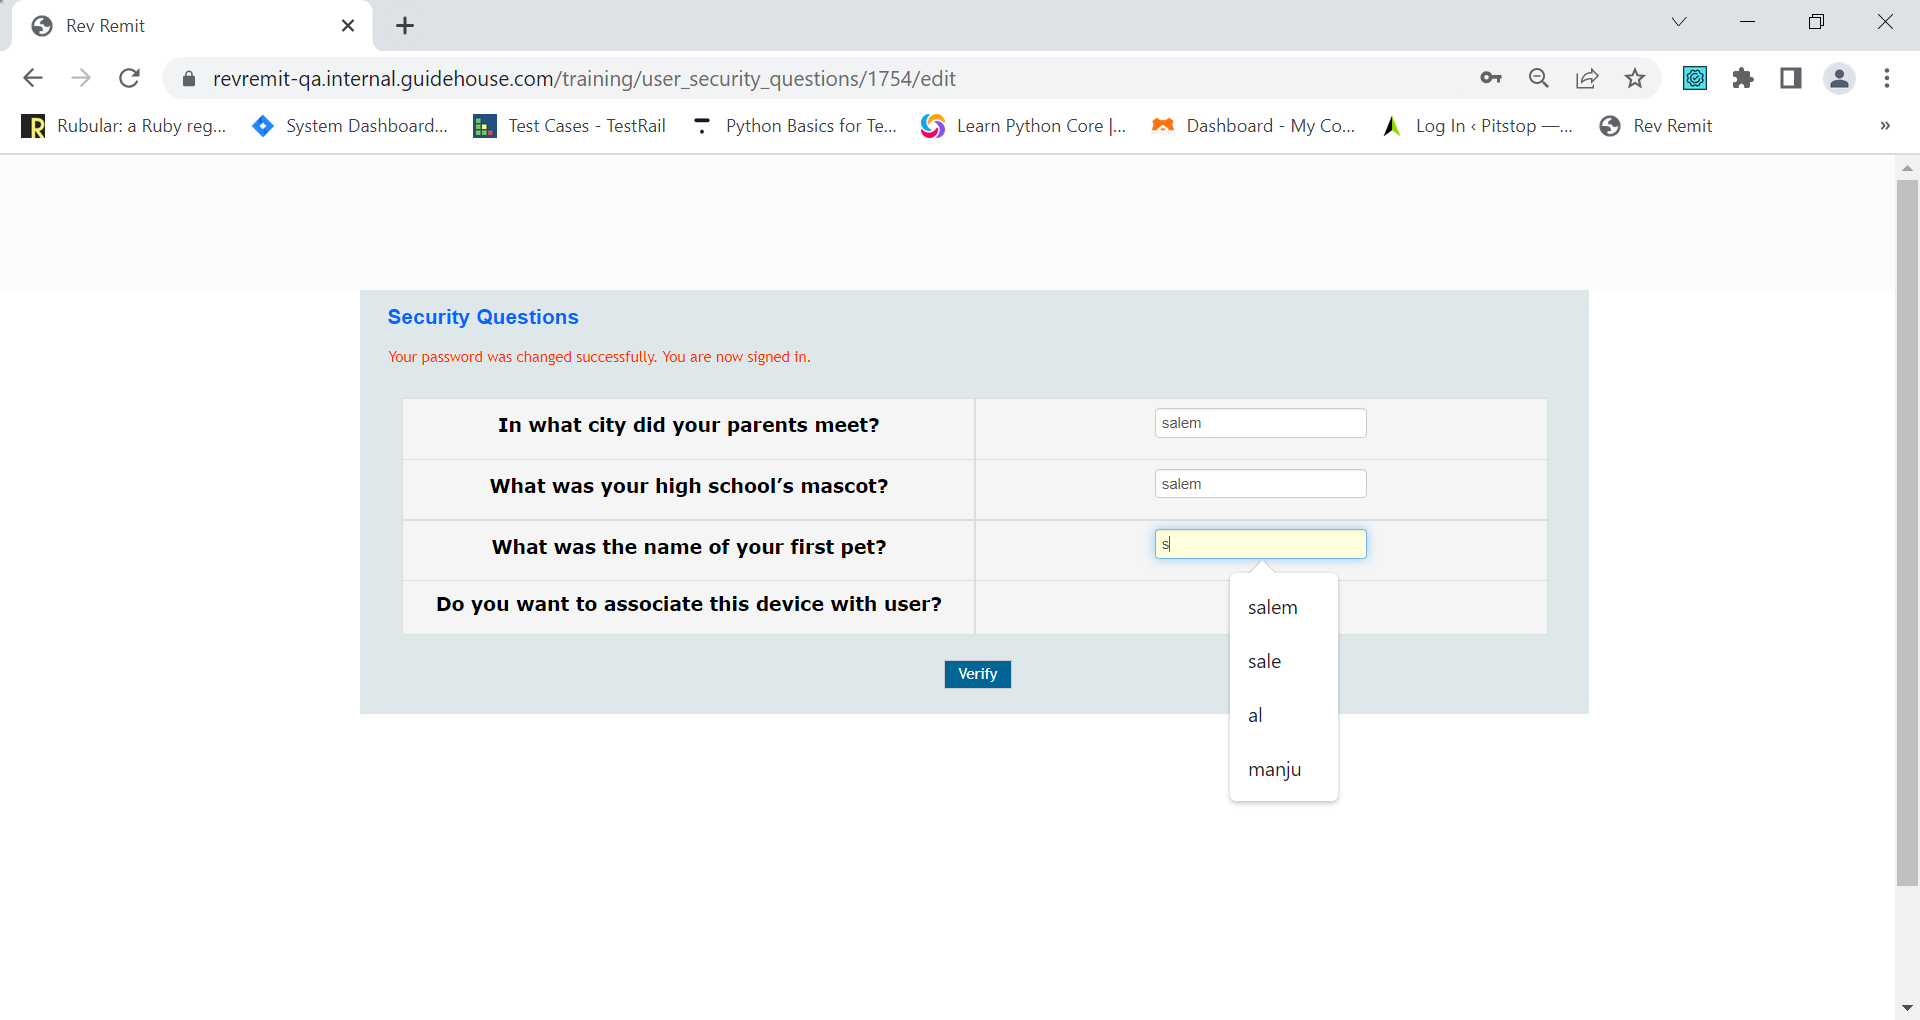 Rev Remit
revremit-qa.internal.guidehouse.com/training/user_security_questions/1754/edit
Rubular: a Ruby reg... System Dashboard... Test Cases - TestRail Python Basics for Te... Learn Python Core |... Dashboard - My Co... Log In ‹ Pitstop —... Rev Remit »
Security Questions
Your password was changed successfully. You are now signed in.
In what city did your parents meet? salem
What was your high school’s mascot? salem
What was the name of your first pet? s
Do you want to associate this device with user?
salem
sale
al
manju
Verify